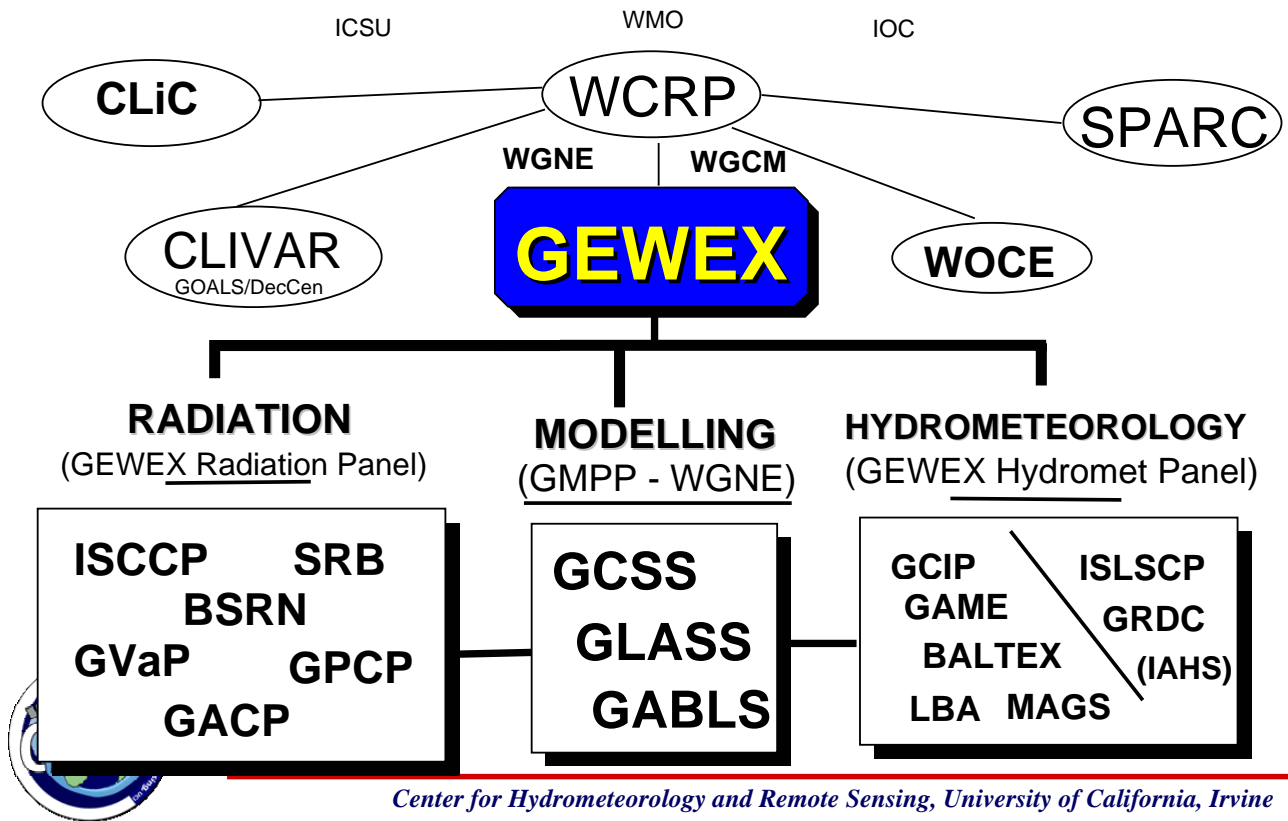 ICSU WMO IOC
CLiC WCRP SPARC
WGNE WGCM
CLIVAR
GOALS/DecCen
GEWEX
WOCE
RADIATION
(GEWEX Radiation Panel)
MODELLING
(GMPP - WGNE)
HYDROMETEOROLOGY
(GEWEX Hydromet Panel)
ISCCP SRB
BSRN
GVaP GPCP
GACP
GCSS
GLASS
GABLS
GCIP
GAME
BALTEX
LBA MAGS
ISLSCP
GRDC
(IAHS)
Center for Hydrometeorology and Remote Sensing, University of California, Irvine